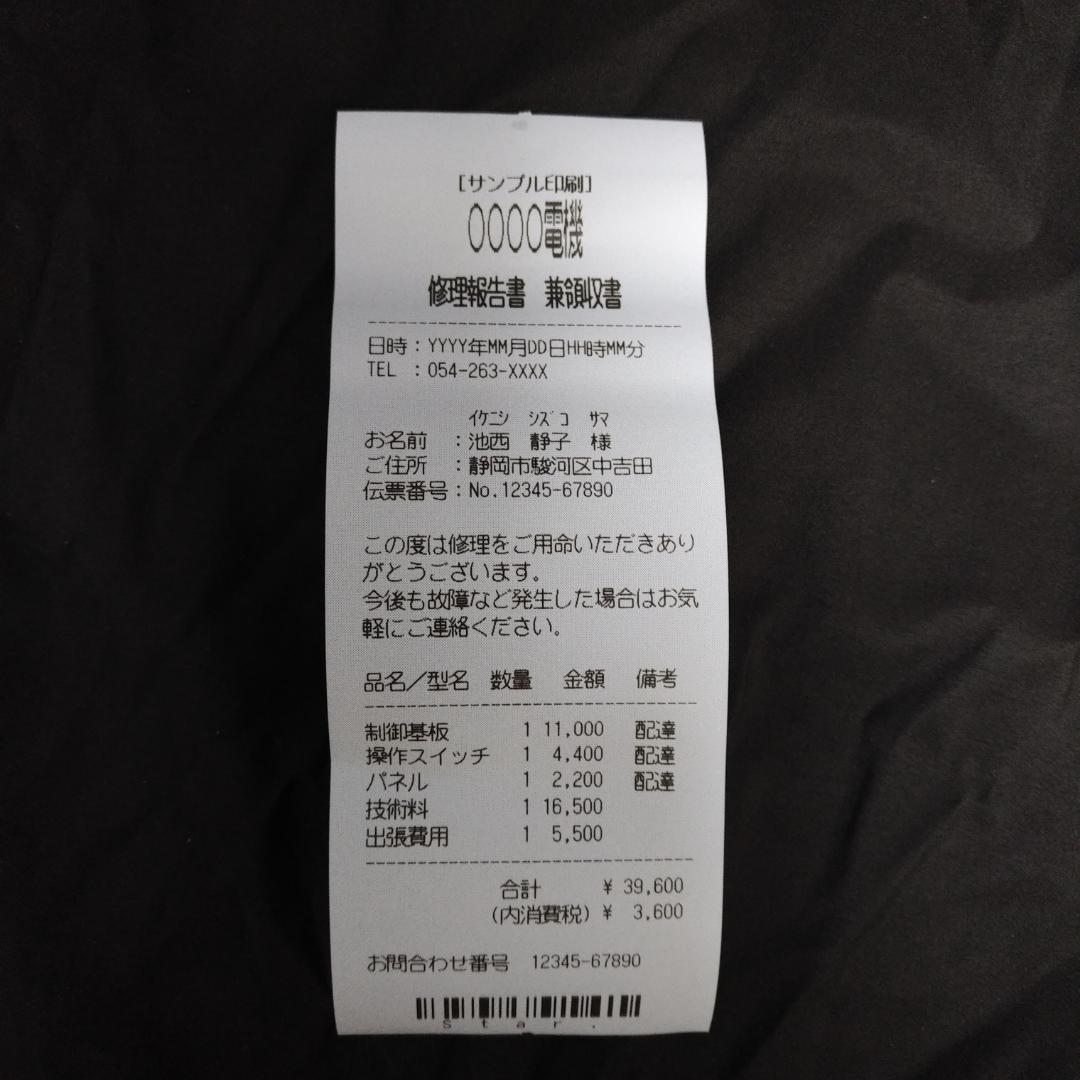 [サンプル印刷]
〇〇〇〇電機
修理報告書 兼領収書
日時：YYYY年MM月DD日HH時MM分
TEL ：054-263-XXXX
ｲｹﾆｼ ｼｽﾞｺ ｻﾏ
お名前 ：池西 静子 様
ご住所 ：静岡市駿河区中吉田
伝票番号：No.12345-67890
この度は修理をご用命いただきあり
がとうございます。
今後も故障など発生した場合はお気
軽にご連絡ください。
品名／型名 数量 金額 備考
制御基板 1 11,000 配達
操作スイッチ 1 4,400 配達
パネル 1 2,200 配達
技術料 1 16,500
出張費用 1 5,500
合計 ¥ 39,600
(内消費税) ¥ 3,600
お問合わせ番号 12345-67890
Star.